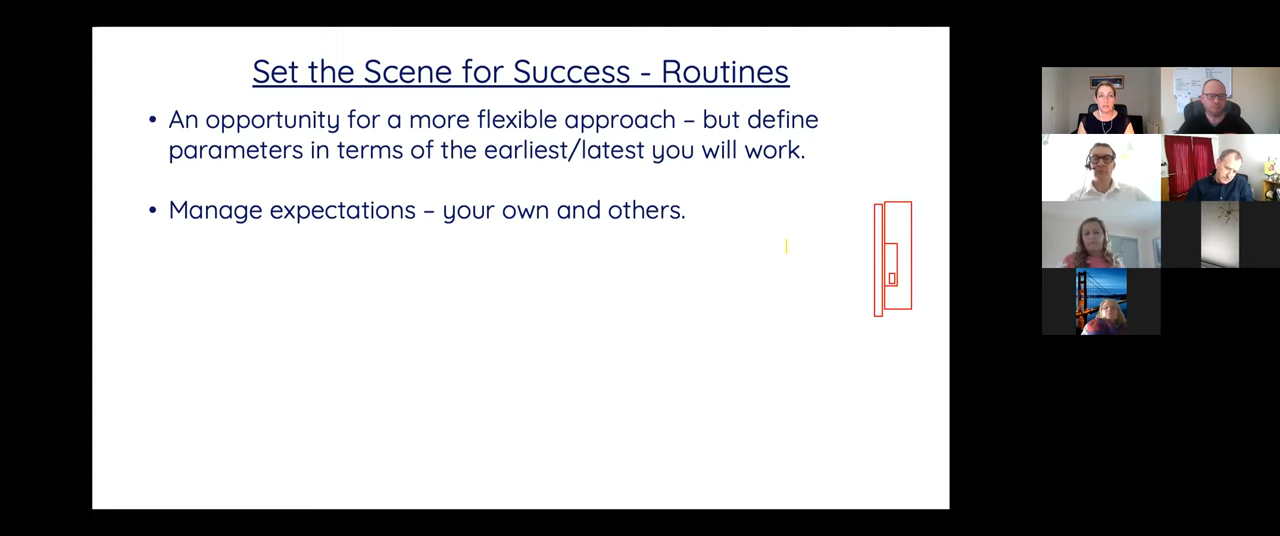 Set the Scene for Success - Routines
• An opportunity for a more flexible approach – but define
parameters in terms of the earliest/latest you will work.
• Manage expectations – your own and others.